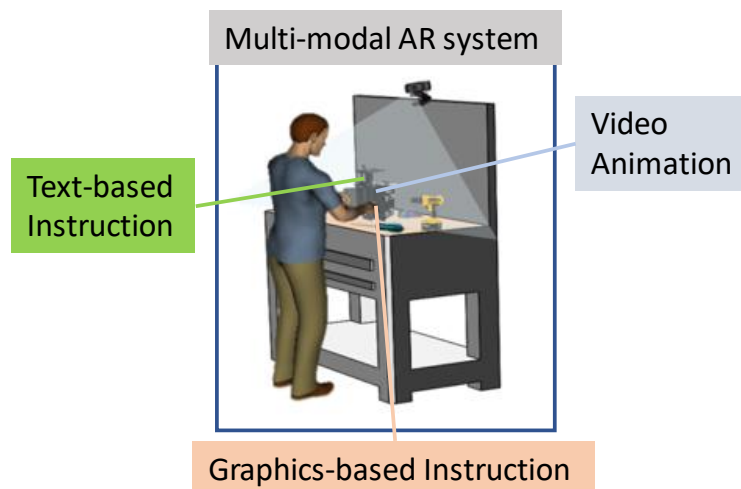 Multi-modal AR system
Video
Animation
Text-based
Instruction
Graphics-based Instruction